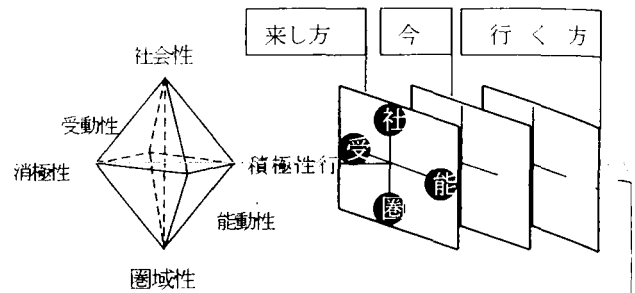 来し方
今
行く方
社会性
受動性
消極性
積極性行
能動性
圏域性
社
受
能
圏